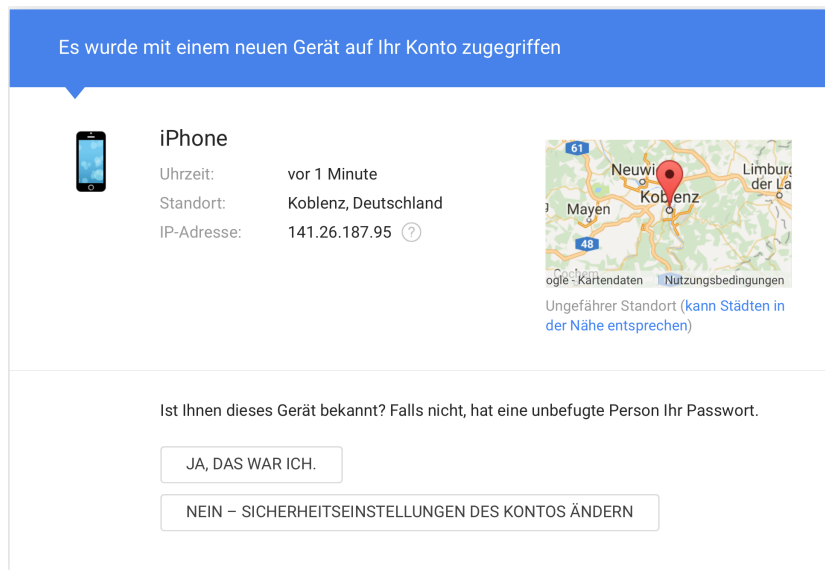 Es wurde mit einem neuen Gerät auf Ihr Konto zugegriffen
iPhone
Uhrzeit: vor 1 Minute
Standort: Koblenz, Deutschland
IP-Adresse: 141.26.187.95 ?
61
Neuwi
Limburg
der La
Koblenz
Mayen
48
Cochem
ogle - Kartendaten Nutzungsbedingungen
Ungefährer Standort (kann Städten in
der Nähe entsprechen)
Ist Ihnen dieses Gerät bekannt? Falls nicht, hat eine unbefugte Person Ihr Passwort.
JA, DAS WAR ICH.
NEIN – SICHERHEITSEINSTELLUNGEN DES KONTOS ÄNDERN